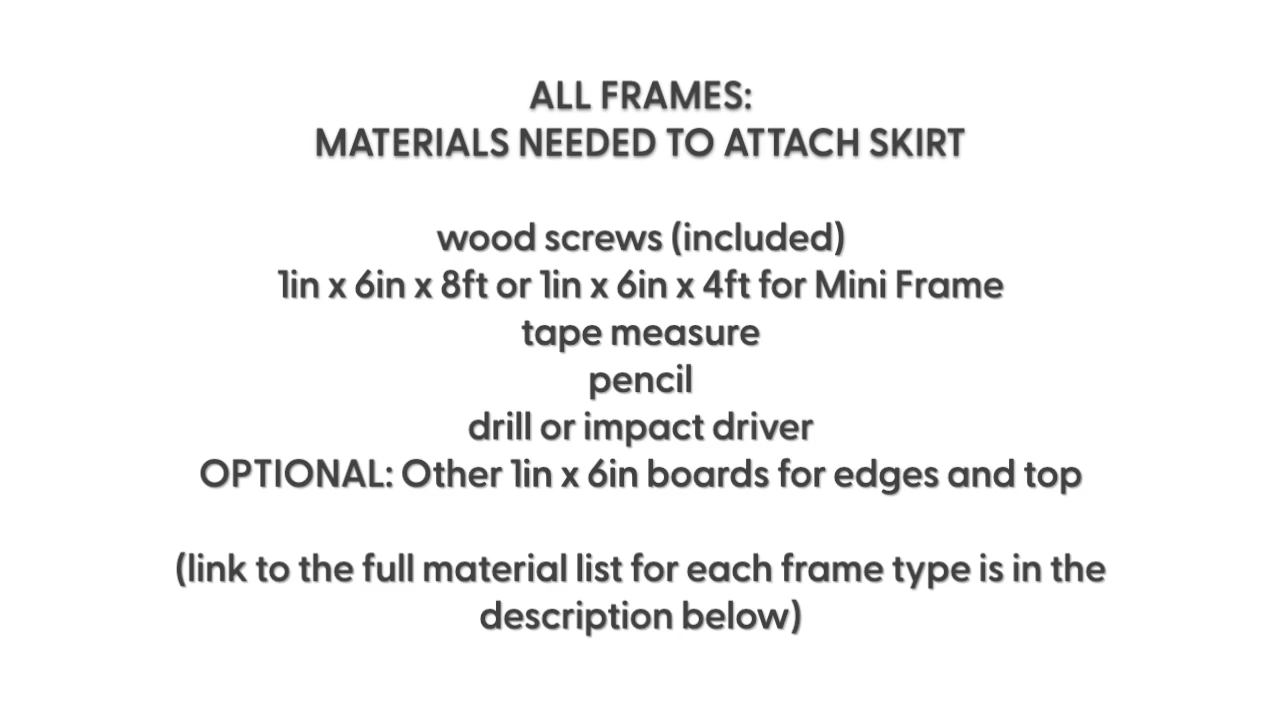 ALL FRAMES:
MATERIALS NEEDED TO ATTACH SKIRT
wood screws (included)
1in x 6in x 8ft or 1in x 6in x 4ft for Mini Frame
tape measure
pencil
drill or impact driver
OPTIONAL: Other 1in x 6in boards for edges and top
(link to the full material list for each frame type is in the
description below)